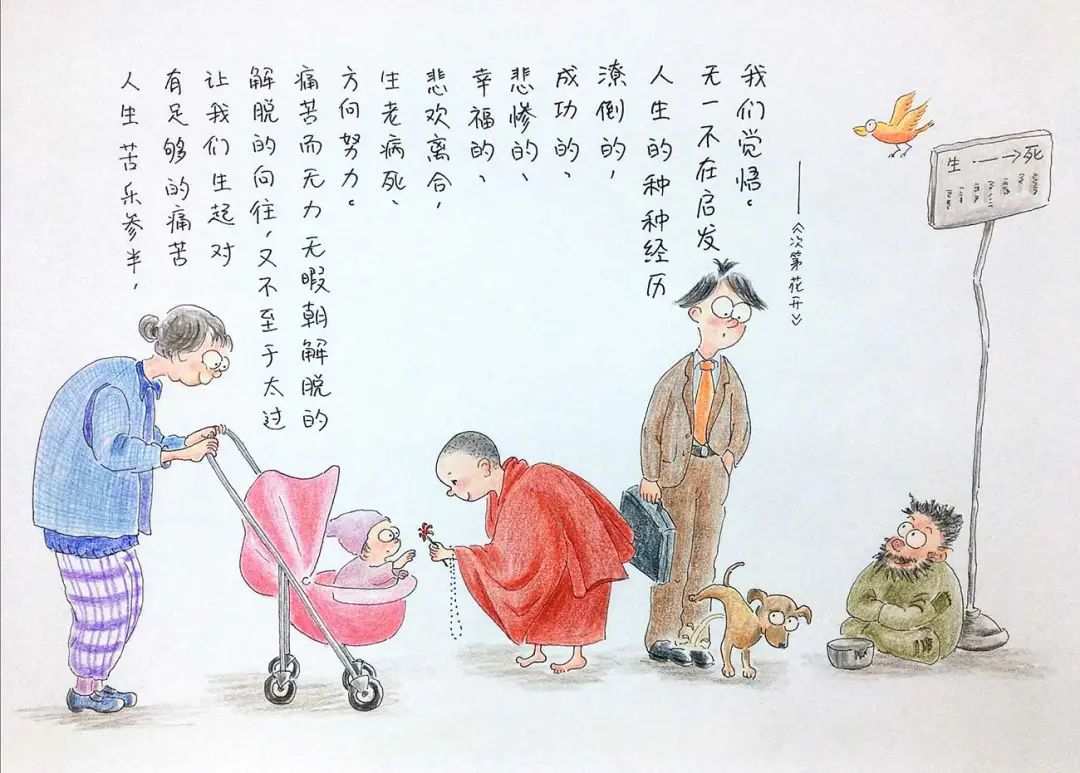 人生苦乐参半，
有足够的痛苦
让我们生起对
解脱的向往，又不至于太过
痛苦而无力 无暇朝解脱的
方向努力。
生老病死、
悲欢离合，
幸福的、
悲惨的、
成功的、
潦倒的，
人生的种种经历
无一不在启发
我们觉悟。
——《次第花开》
生——→死